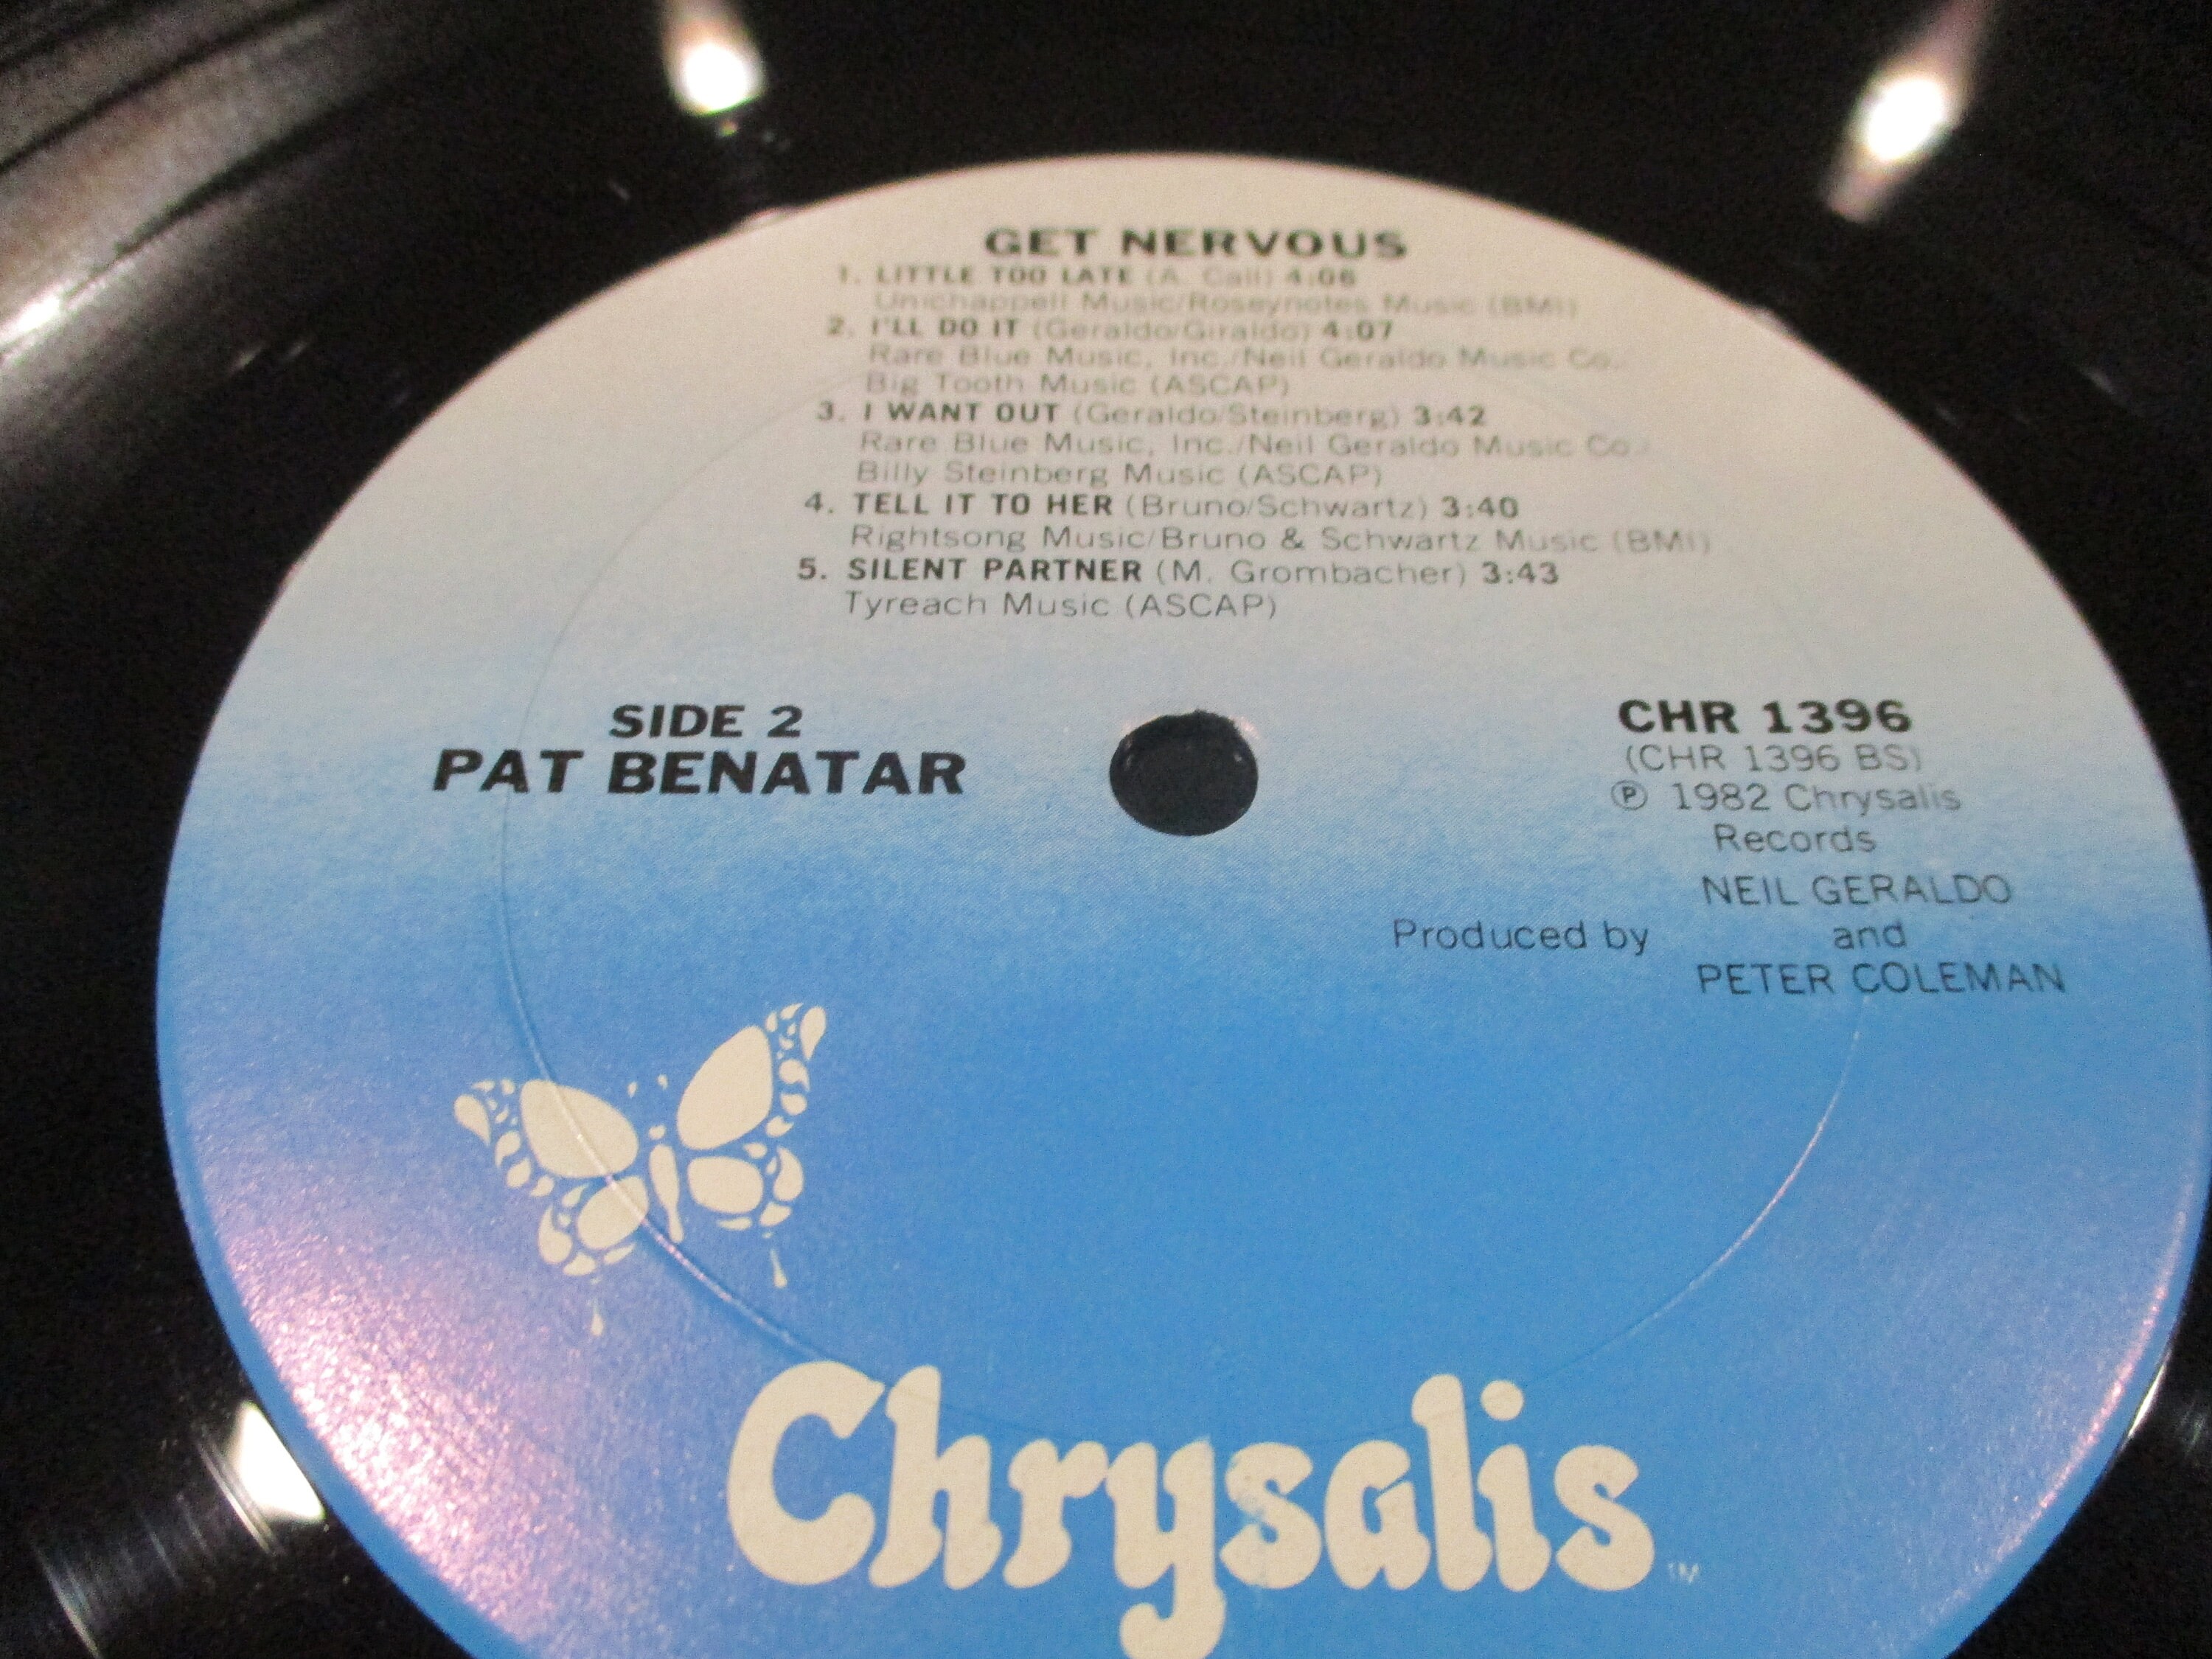 GET NERVOUS
1. LITTLE TOO LATE (A. Call) 4:06
Unichappell Music/Roseynotes Music (BMI)
2. I'LL DO IT (Geraldo/Giraldo) 4:07
Rare Blue Music, Inc./Neil Geraldo Music Co.,
Big Tooth Music (ASCAP)
3. I WANT OUT (Geraldo/Steinberg) 3:42
Rare Blue Music, Inc./Neil Geraldo Music Co./
Billy Steinberg Music (ASCAP)
4. TELL IT TO HER (Bruno/Schwartz) 3:40
Rightsong Music/Bruno & Schwartz Music (BMI)
5. SILENT PARTNER (M. Grombacher) 3:43
Tyreach Music (ASCAP)
SIDE 2
PAT BENATAR
CHR 1396
(CHR 1396 BS)
℗ 1982 Chrysalis
Records
Produced by NEIL GERALDO
and
PETER COLEMAN
Chrysalis™